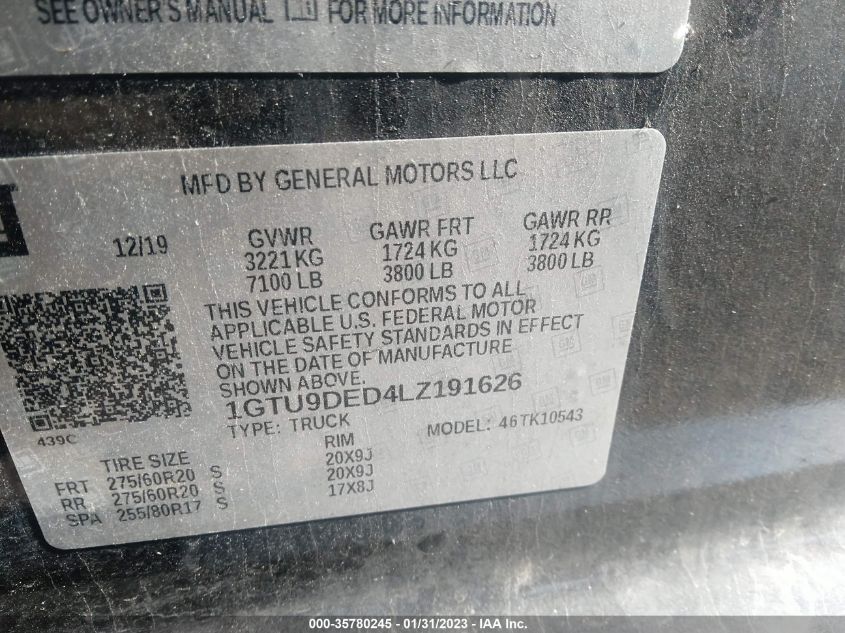 SEE OWNER'S MANUAL FOR MORE INFORMATION
MFD BY GENERAL MOTORS LLC
12/19 GVWR GAWR FRT GAWR RR
3221 KG 1724 KG 1724 KG
7100 LB 3800 LB 3800 LB
THIS VEHICLE CONFORMS TO ALL
APPLICABLE U.S. FEDERAL MOTOR
VEHICLE SAFETY STANDARDS IN EFFECT
ON THE DATE OF MANUFACTURE
SHOWN ABOVE.
1GTU9DED4LZ191626
439C TYPE: TRUCK MODEL: 46TK10543
TIRE SIZE RIM
FRT 275/60R20 S 20X9J
RR 275/60R20 S 20X9J
SPA 255/80R17 S 17X8J
000-35780245 - 01/31/2023 - IAA Inc.